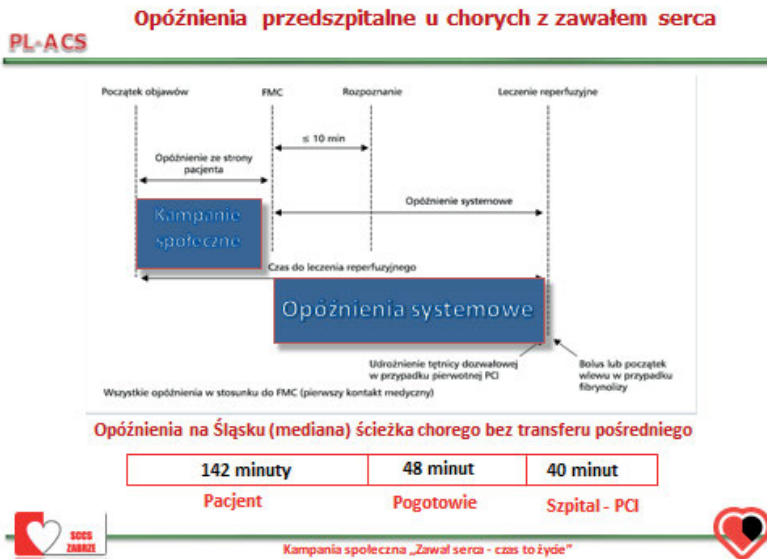 Opóźnienia przedszpitalne u chorych z zawałem serca
PL-ACS
Początek objawów
FMC
Rozpoznanie
Leczenie reperfuzyjne
≤ 10 min
Opóźnienie ze strony
pacjenta
Opóźnienie systemowe
Kampanie
społeczne
Czas do leczenia reperfuzyjnego
Opóźnienia systemowe
Udrożnienie tętnicy dozwałowej
w przypadku pierwotnej PCI
Bolus lub początek
wlewu w przypadku
fibrynolizy
Wszystkie opóźnienia w stosunku do FMC (pierwszy kontakt medyczny)
Opóźnienia na Śląsku (mediana) ścieżka chorego bez transferu pośredniego
142 minuty
48 minut
40 minut
Pacjent
Pogotowie
Szpital - PCI
SCCS
ZABRZE
Kampania społeczna „Zawał serca - czas to życie”